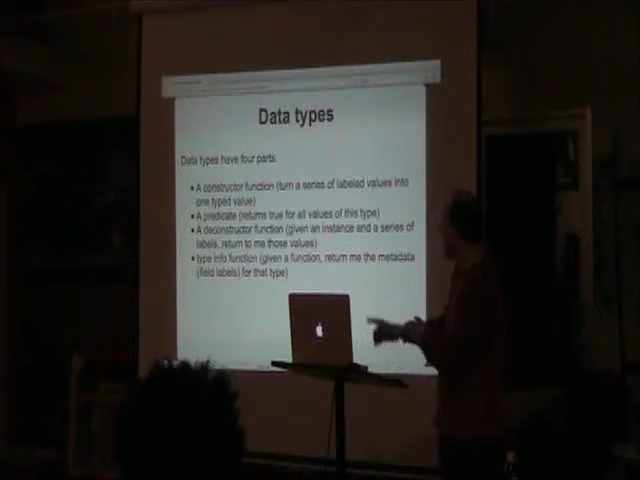 Data types
Data types have four parts:
• A constructor function (turn a series of labeled values into
one typed value)
• A predicate (returns true for all values of this type)
• A deconstructor function (given an instance and a series of
labels, return to me those values)
• type info function (given a function, return me the metadata
(field labels) for that type)